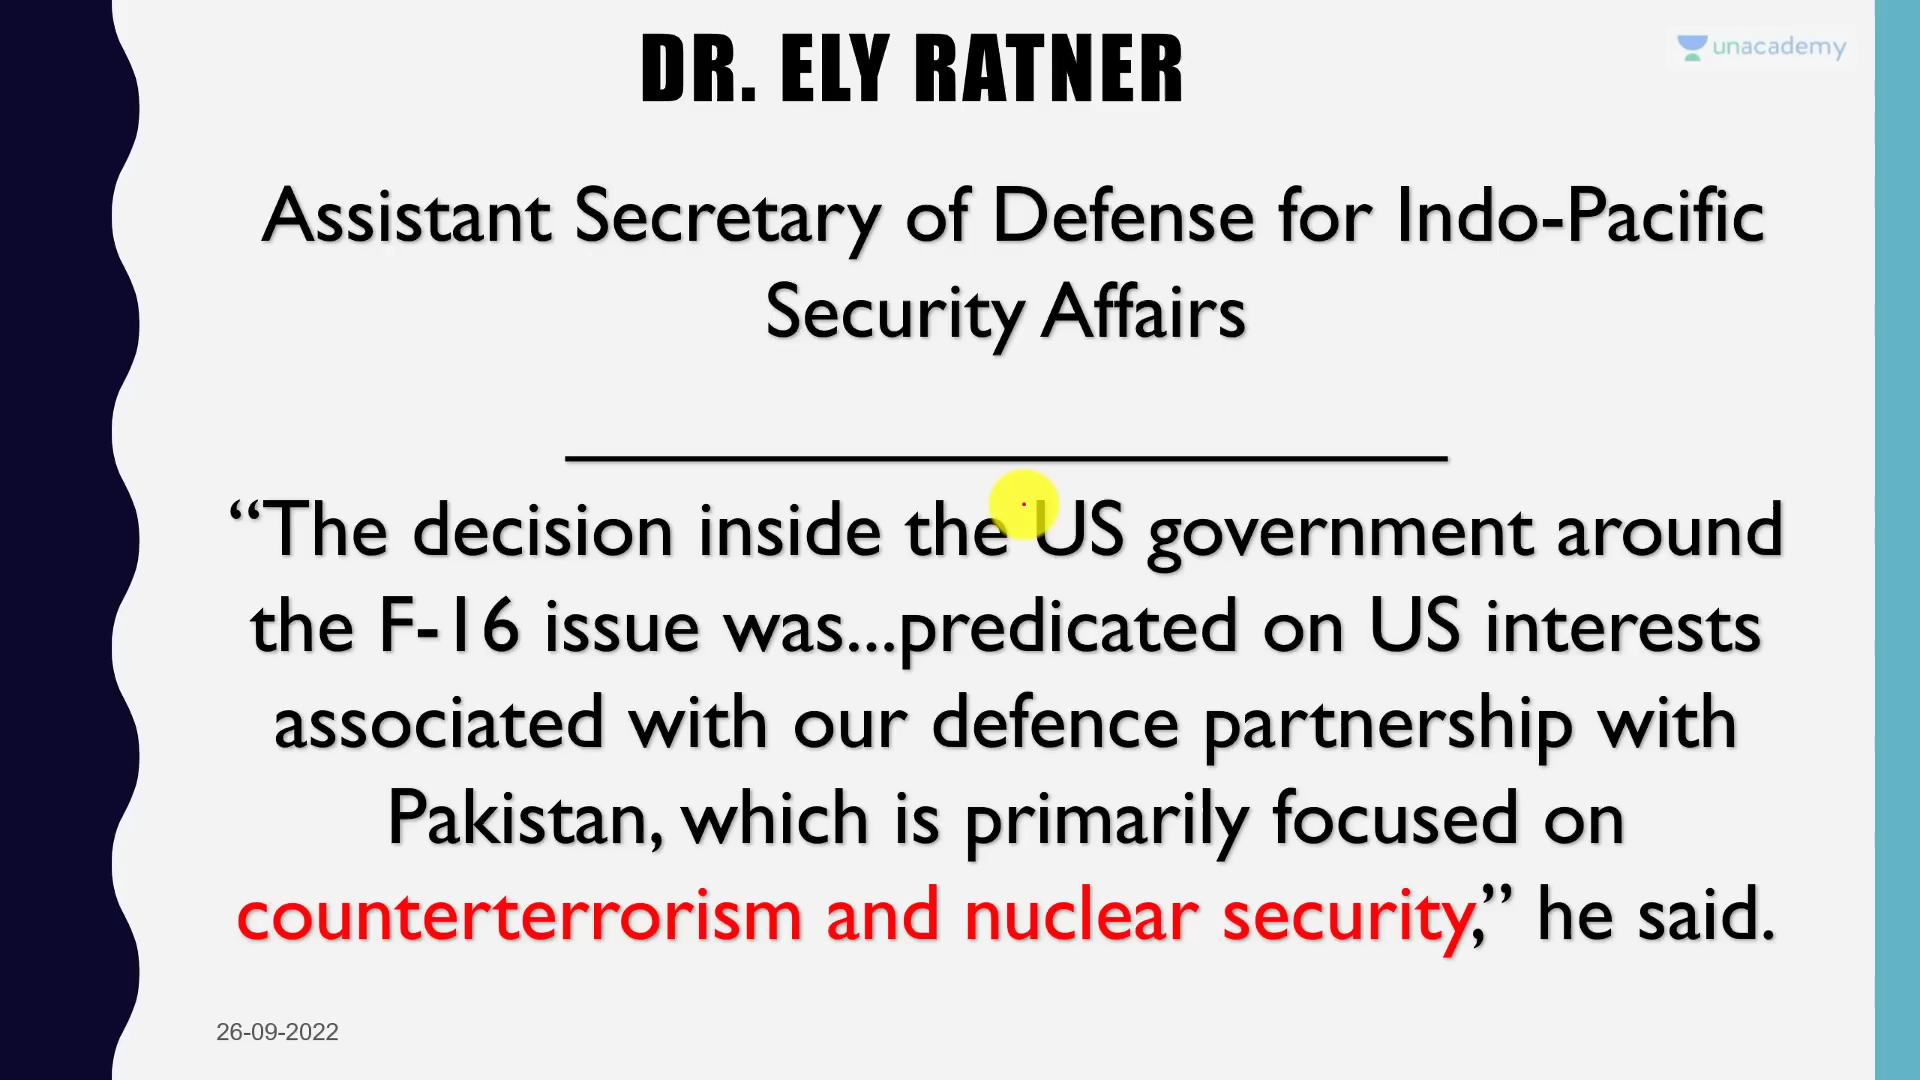 DR. ELY RATNER
unacademy
Assistant Secretary of Defense for Indo-Pacific
Security Affairs
“The decision inside the US government around
the F-16 issue was...predicated on US interests
associated with our defence partnership with
Pakistan, which is primarily focused on
counterterrorism and nuclear security,” he said.
26-09-2022